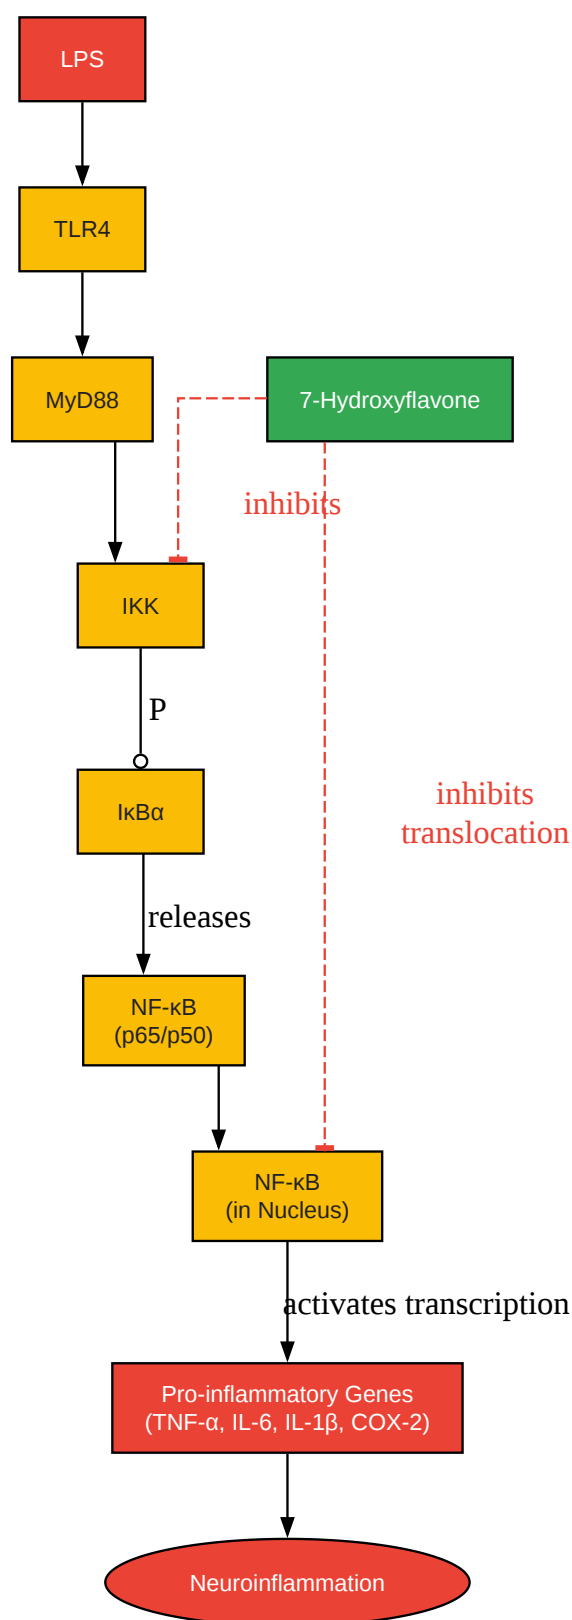 LPS
TLR4
MyD88
7-Hydroxyflavone
inhibits
IKK
P
inhibits
translocation
IκBα
releases
NF-κB
(p65/p50)
NF-κB
(in Nucleus)
activates transcription
Pro-inflammatory Genes
(TNF-α, IL-6, IL-1β, COX-2)
Neuroinflammation